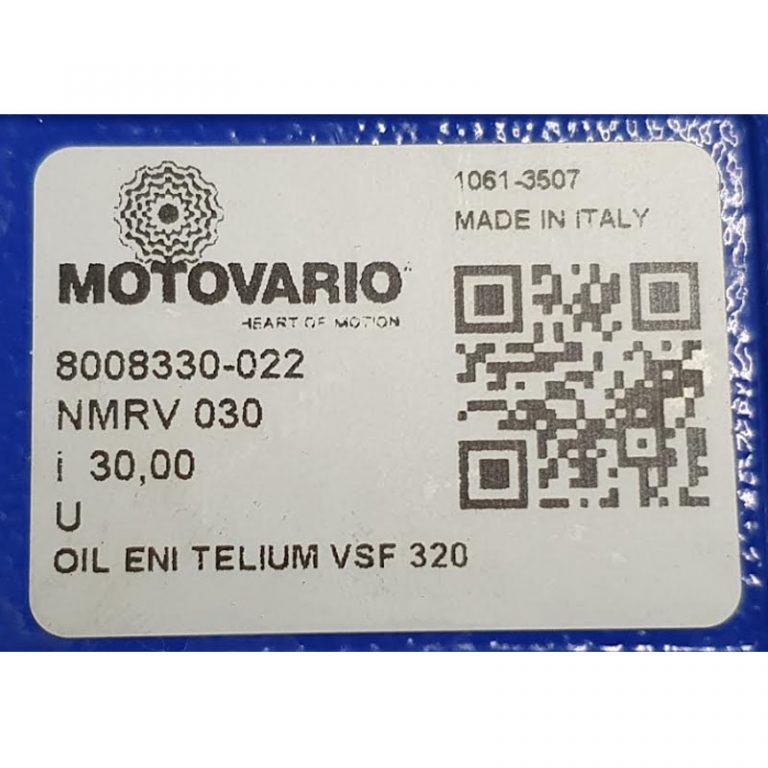 1061-3507
MADE IN ITALY
MOTOVARIO
HEART OF MOTION
8008330-022
NMRV 030
i 30,00
U
OIL ENI TELIUM VSF 320